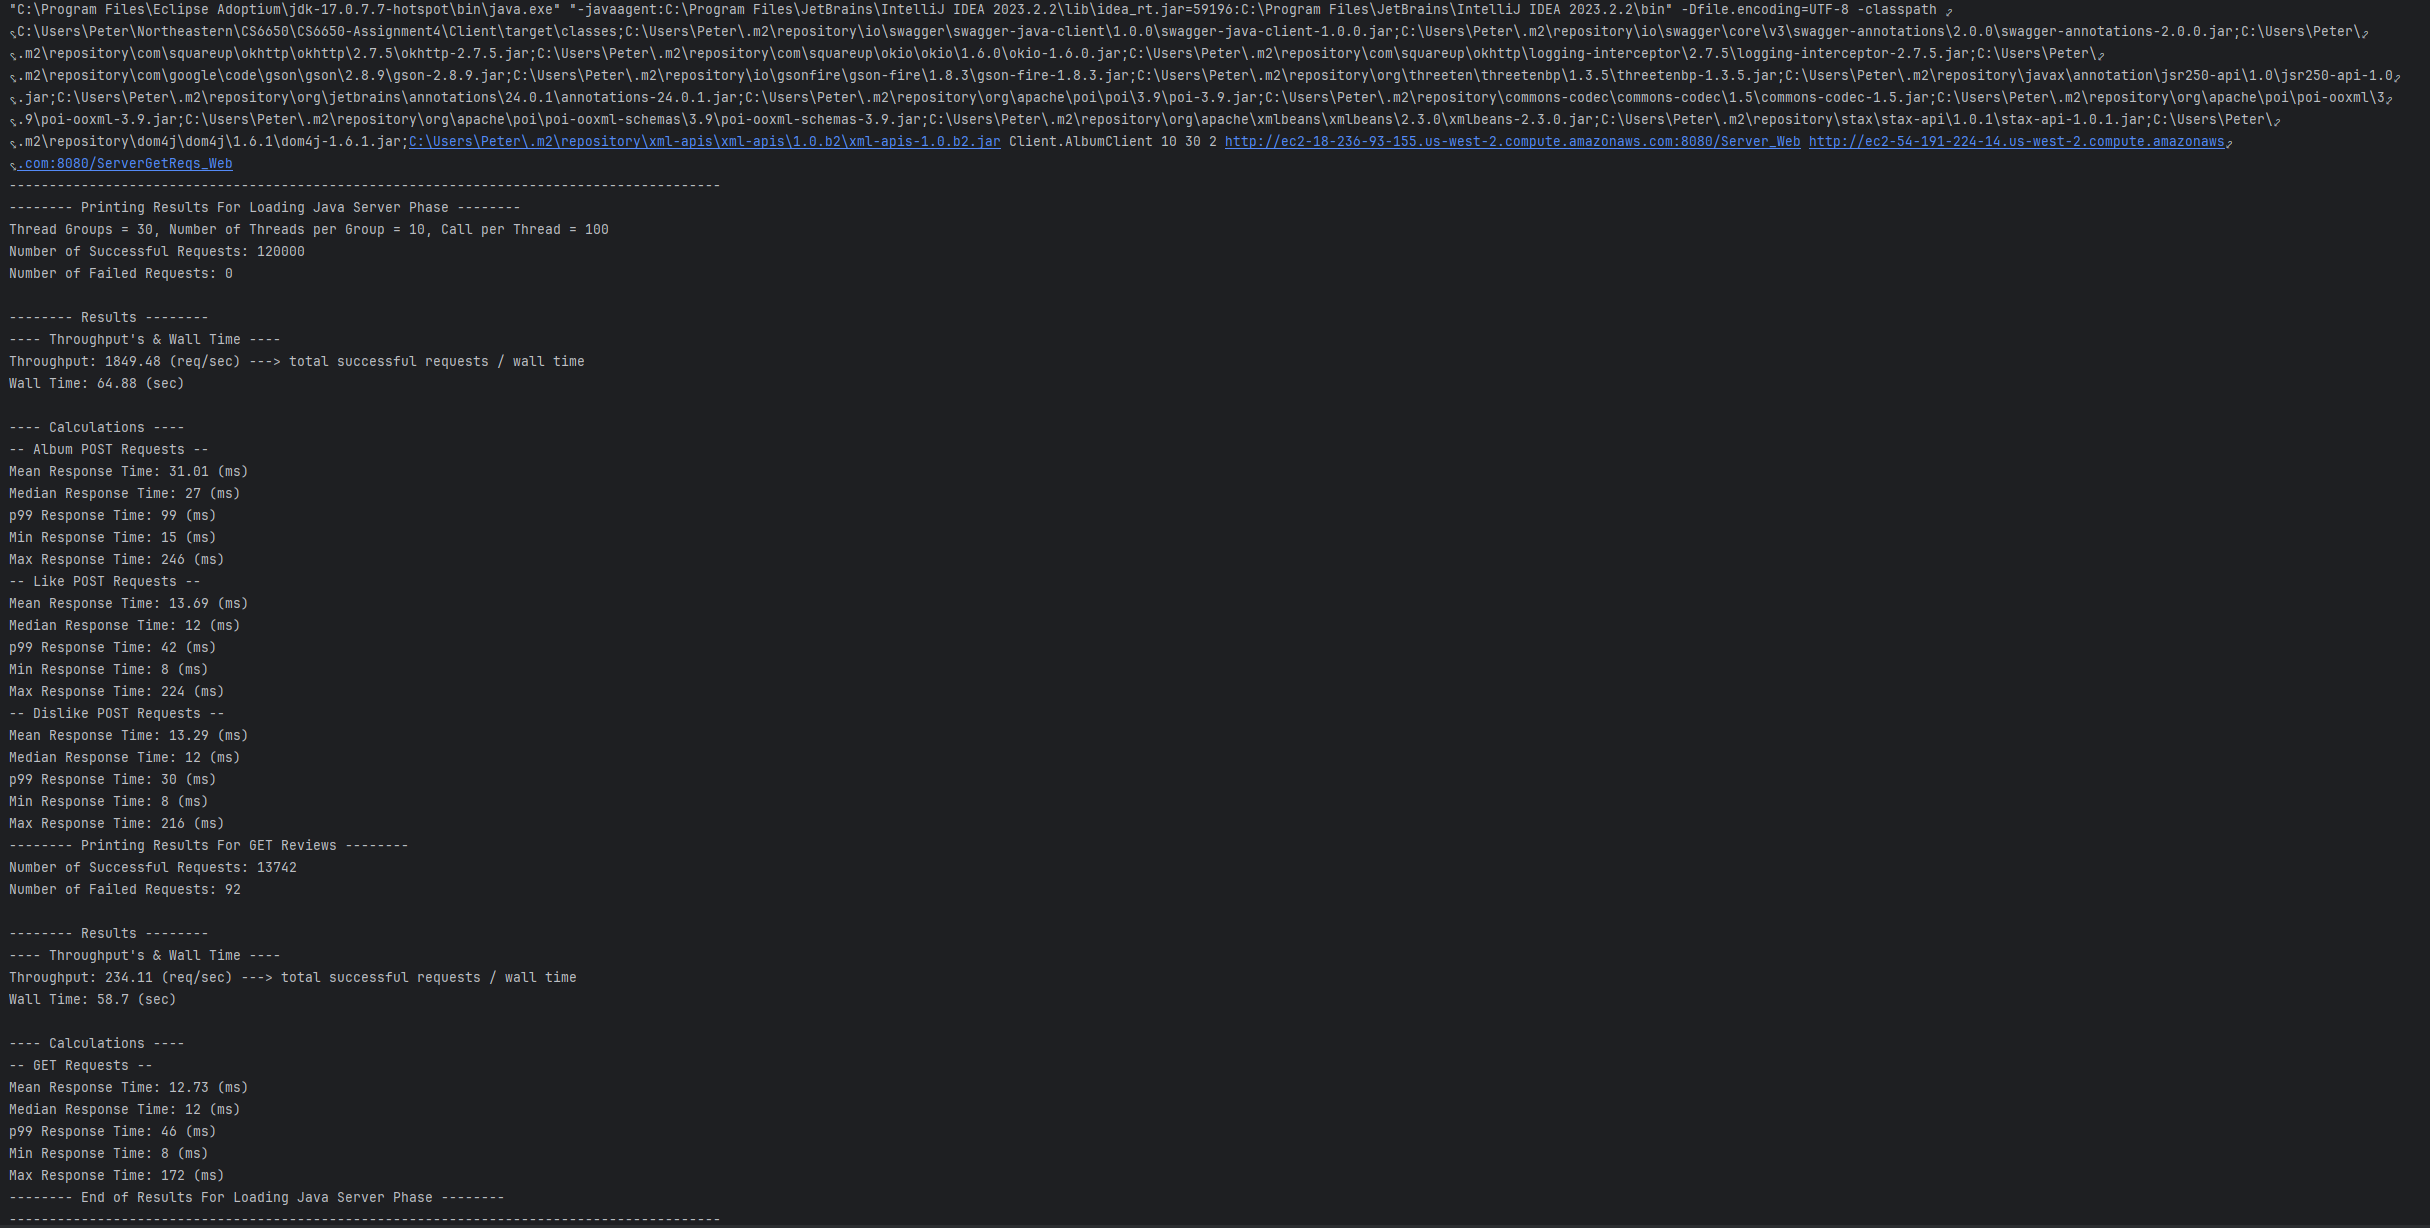 "C:\Program Files\Eclipse Adoptium\jdk-17.0.7.7-hotspot\bin\java.exe" "-javaagent:C:\Program Files\JetBrains\IntelliJ IDEA 2023.2.2\lib\idea_rt.jar=59196:C:\Program Files\JetBrains\IntelliJ IDEA 2023.2.2\bin" -Dfile.encoding=UTF-8 -classpath
C:\Users\Peter\Northeastern\CS6650\CS6650-Assignment4\Client\target\classes;C:\Users\Peter\.m2\repository\io\swagger\swagger-java-client\1.0.0\swagger-java-client-1.0.0.jar;C:\Users\Peter\.m2\repository\io\swagger\core\v3\swagger-annotations\2.0.0\swagger-annotations-2.0.0.jar;C:\Users\Peter\
.m2\repository\com\squareup\okhttp\okhttp\2.7.5\okhttp-2.7.5.jar;C:\Users\Peter\.m2\repository\com\squareup\okio\okio\1.6.0\okio-1.6.0.jar;C:\Users\Peter\.m2\repository\com\squareup\okhttp\logging-interceptor\2.7.5\logging-interceptor-2.7.5.jar;C:\Users\Peter\
.m2\repository\com\google\code\gson\gson\2.8.9\gson-2.8.9.jar;C:\Users\Peter\.m2\repository\io\gsonfire\gson-fire\1.8.3\gson-fire-1.8.3.jar;C:\Users\Peter\.m2\repository\org\threeten\threetenbp\1.3.5\threetenbp-1.3.5.jar;C:\Users\Peter\.m2\repository\javax\annotation\jsr250-api\1.0\jsr250-api-1.0
.jar;C:\Users\Peter\.m2\repository\org\jetbrains\annotations\24.0.1\annotations-24.0.1.jar;C:\Users\Peter\.m2\repository\org\apache\poi\poi\3.9\poi-3.9.jar;C:\Users\Peter\.m2\repository\commons-codec\commons-codec\1.5\commons-codec-1.5.jar;C:\Users\Peter\.m2\repository\org\apache\poi\poi-ooxml\3
.9\poi-ooxml-3.9.jar;C:\Users\Peter\.m2\repository\org\apache\poi\poi-ooxml-schemas\3.9\poi-ooxml-schemas-3.9.jar;C:\Users\Peter\.m2\repository\org\apache\xmlbeans\xmlbeans\2.3.0\xmlbeans-2.3.0.jar;C:\Users\Peter\.m2\repository\stax\stax-api\1.0.1\stax-api-1.0.1.jar;C:\Users\Peter\
.m2\repository\dom4j\dom4j\1.6.1\dom4j-1.6.1.jar;C:\Users\Peter\.m2\repository\xml-apis\xml-apis\1.0.b2\xml-apis-1.0.b2.jar Client.AlbumClient 10 30 2 http://ec2-18-236-93-155.us-west-2.compute.amazonaws.com:8080/Server_Web http://ec2-54-191-224-14.us-west-2.compute.amazonaws
.com:8080/ServerGetReqs_Web
-----------------------------------------------------------------------------------------
-------- Printing Results For Loading Java Server Phase --------
Thread Groups = 30, Number of Threads per Group = 10, Call per Thread = 100
Number of Successful Requests: 120000
Number of Failed Requests: 0
-------- Results --------
---- Throughput's & Wall Time ----
Throughput: 1849.48 (req/sec) ---> total successful requests / wall time
Wall Time: 64.88 (sec)
---- Calculations ----
-- Album POST Requests --
Mean Response Time: 31.01 (ms)
Median Response Time: 27 (ms)
p99 Response Time: 99 (ms)
Min Response Time: 15 (ms)
Max Response Time: 246 (ms)
-- Like POST Requests --
Mean Response Time: 13.69 (ms)
Median Response Time: 12 (ms)
p99 Response Time: 42 (ms)
Min Response Time: 8 (ms)
Max Response Time: 224 (ms)
-- Dislike POST Requests --
Mean Response Time: 13.29 (ms)
Median Response Time: 12 (ms)
p99 Response Time: 30 (ms)
Min Response Time: 8 (ms)
Max Response Time: 216 (ms)
-------- Printing Results For GET Reviews --------
Number of Successful Requests: 13742
Number of Failed Requests: 92
-------- Results --------
---- Throughput's & Wall Time ----
Throughput: 234.11 (req/sec) ---> total successful requests / wall time
Wall Time: 58.7 (sec)
---- Calculations ----
-- GET Requests --
Mean Response Time: 12.73 (ms)
Median Response Time: 12 (ms)
p99 Response Time: 46 (ms)
Min Response Time: 8 (ms)
Max Response Time: 172 (ms)
-------- End of Results For Loading Java Server Phase --------
-----------------------------------------------------------------------------------------